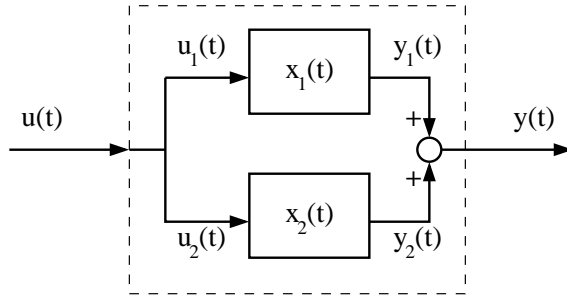 u₁(t) y₁(t)
x₁(t)
u(t) + y(t)
+
x₂(t)
u₂(t) y₂(t)